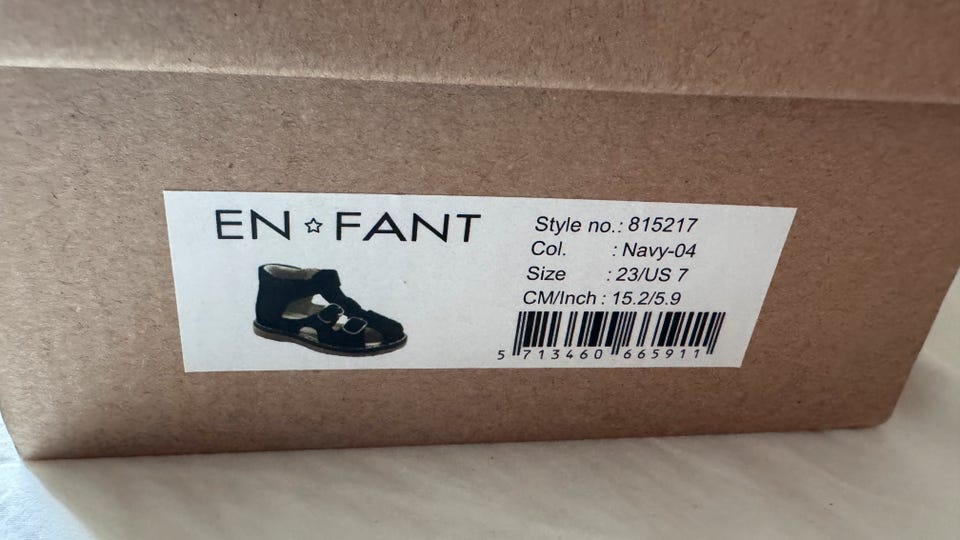 EN☆FANT
Style no.: 815217
Col. : Navy-04
Size : 23/US 7
CM/Inch : 15.2/5.9
5 713460 665911